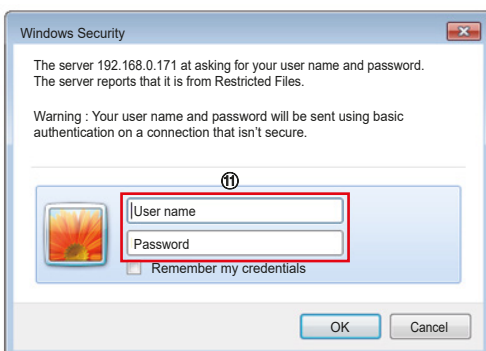 Windows Security
The server 192.168.0.171 at asking for your user name and password.
The server reports that it is from Restricted Files.
Warning : Your user name and password will be sent using basic
authentication on a connection that isn't secure.
⑪
User name
Password
Remember my credentials
OK Cancel